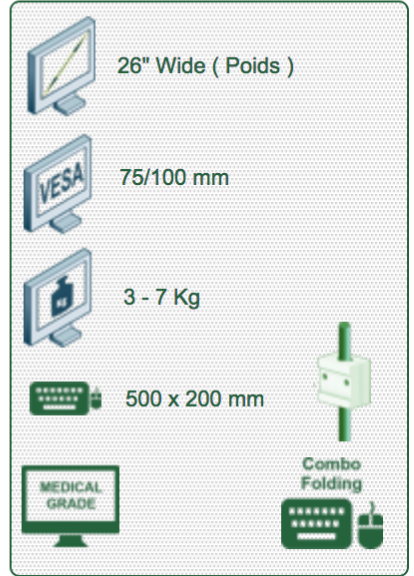 26" Wide ( Poids )
VESA
75/100 mm
KG
3 - 7 Kg
500 x 200 mm
MEDICAL
GRADE
Combo
Folding